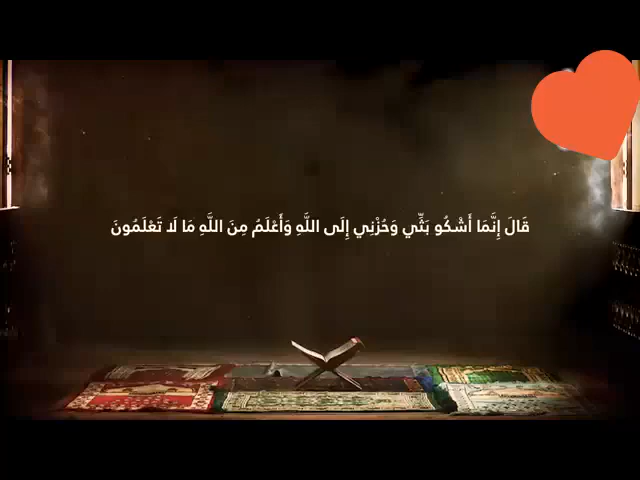 قَالَ إِنَّمَا أَشْكُو بَثِّي وَحُزْنِي إِلَى اللَّهِ وَأَعْلَمُ مِنَ اللَّهِ مَا لَا تَعْلَمُونَ